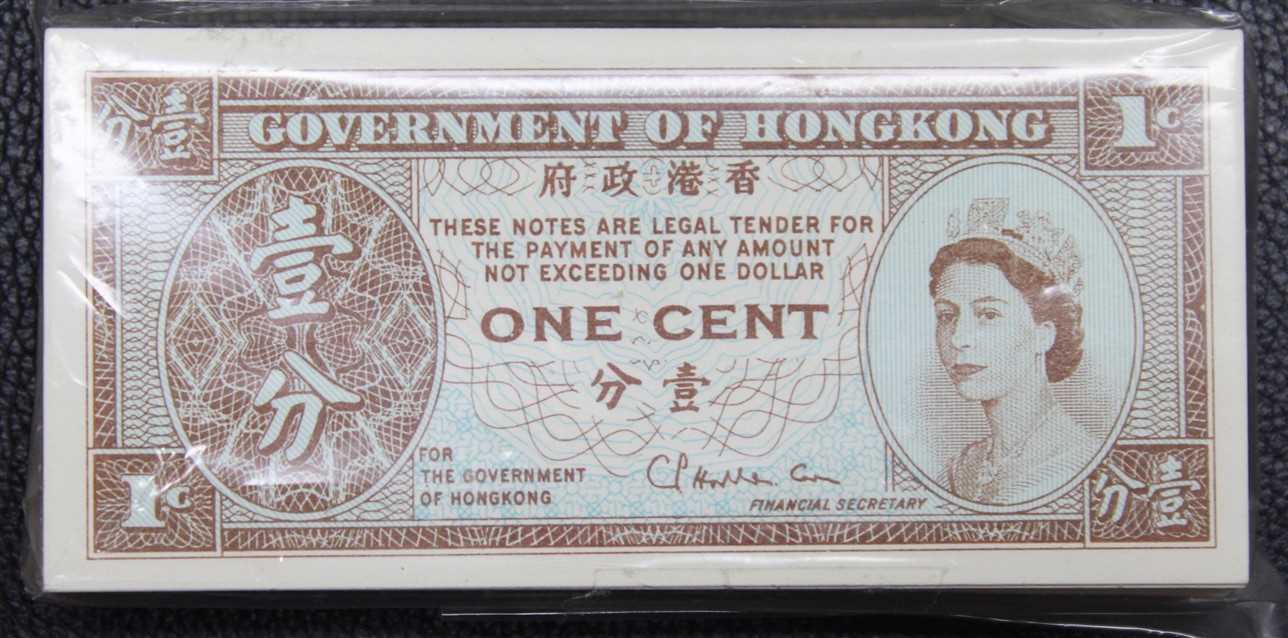 分壹
GOVERNMENT OF HONGKONG
1C
府政港香
THESE NOTES ARE LEGAL TENDER FOR
THE PAYMENT OF ANY AMOUNT
NOT EXCEEDING ONE DOLLAR
壹
分
ONE CENT
分壹
FOR
THE GOVERNMENT
OF HONGKONG
FINANCIAL SECRETARY
1C
分壹